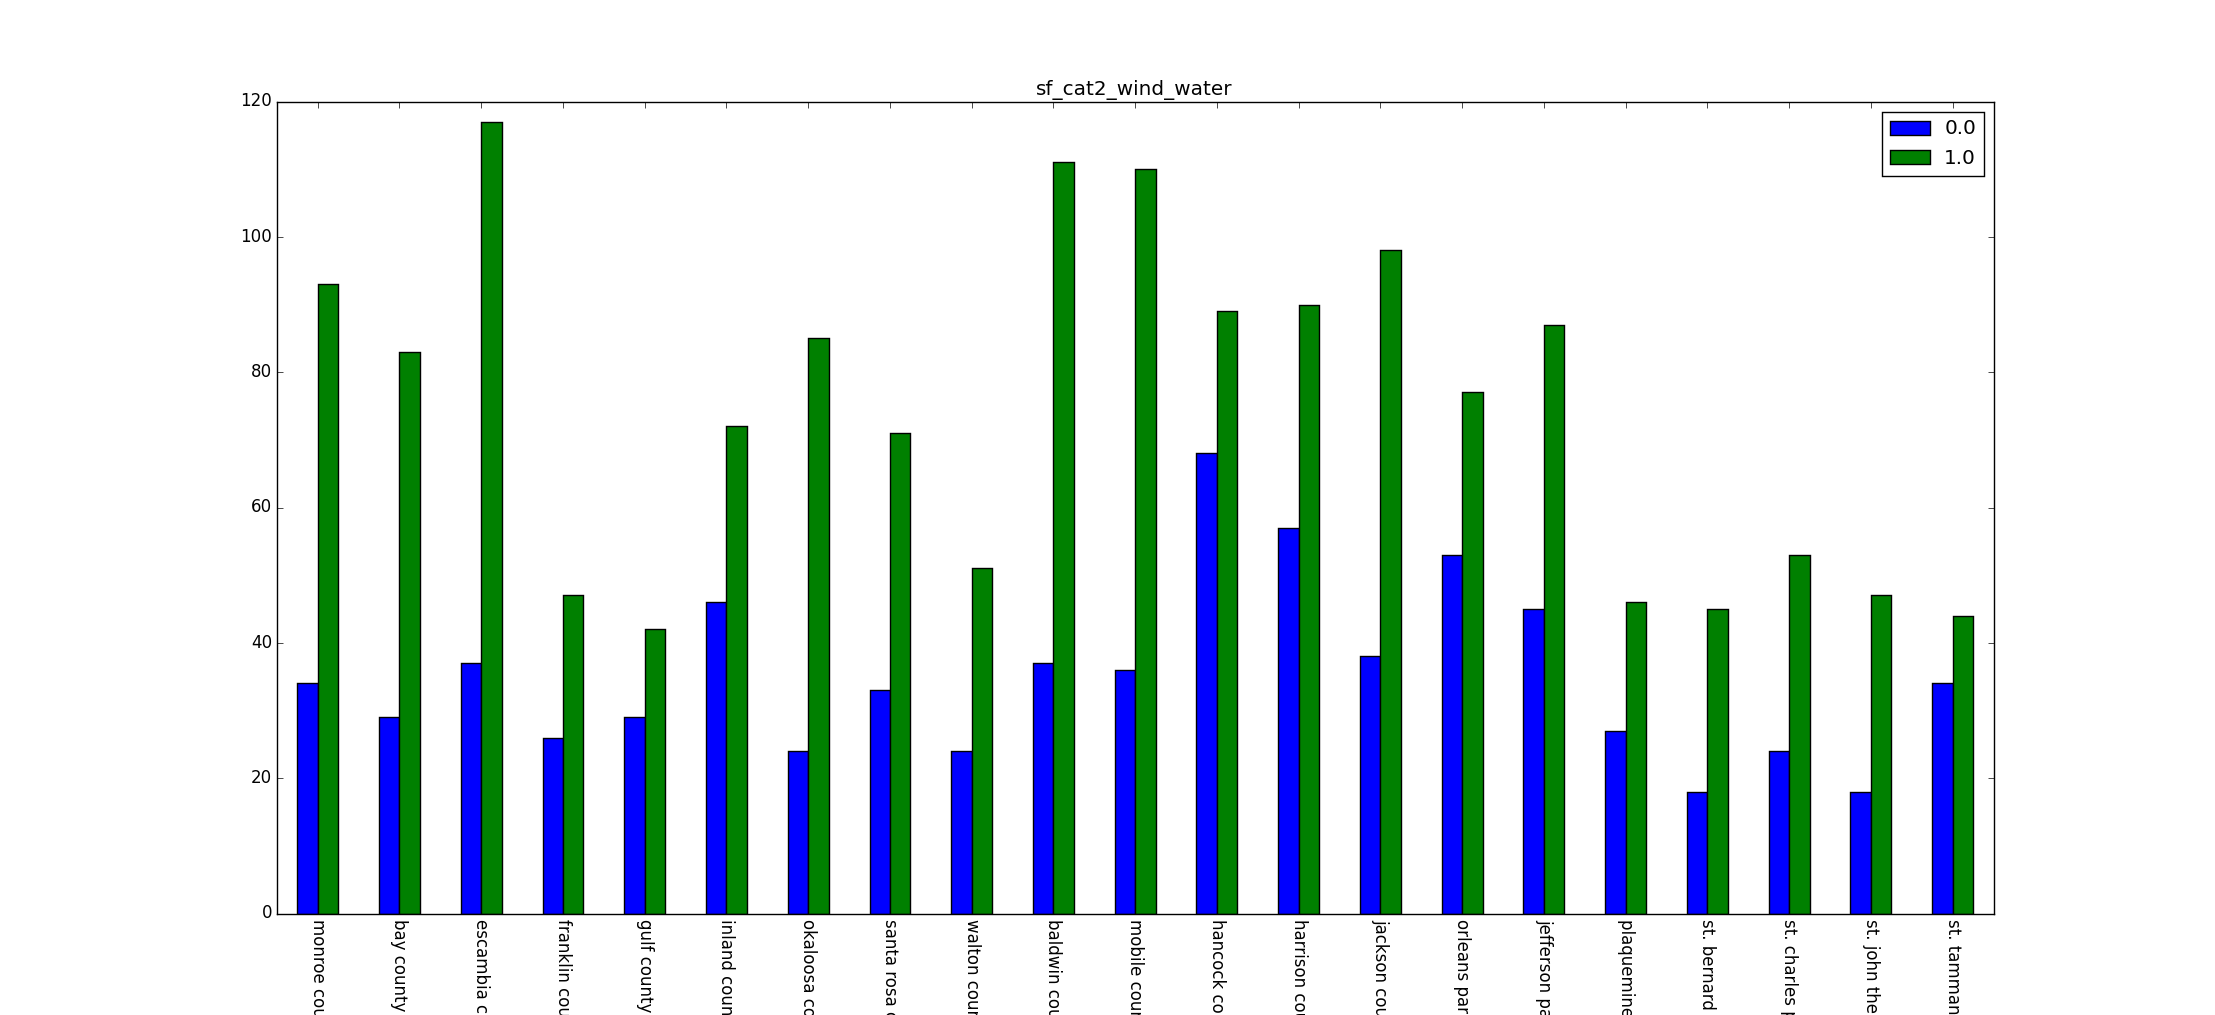 sf_cat2_wind_water
120
100
80
60
40
20
0
0.0
1.0
monroe cou
bay county
escambia c
franklin cou
gulf county
inland coun
okaloosa co
santa rosa c
walton coun
baldwin cou
mobile coun
hancock co
harrison cou
jackson cou
orleans par
jefferson pa
plaquemine
st. bernard
st. charles p
st. john the
st. tamman